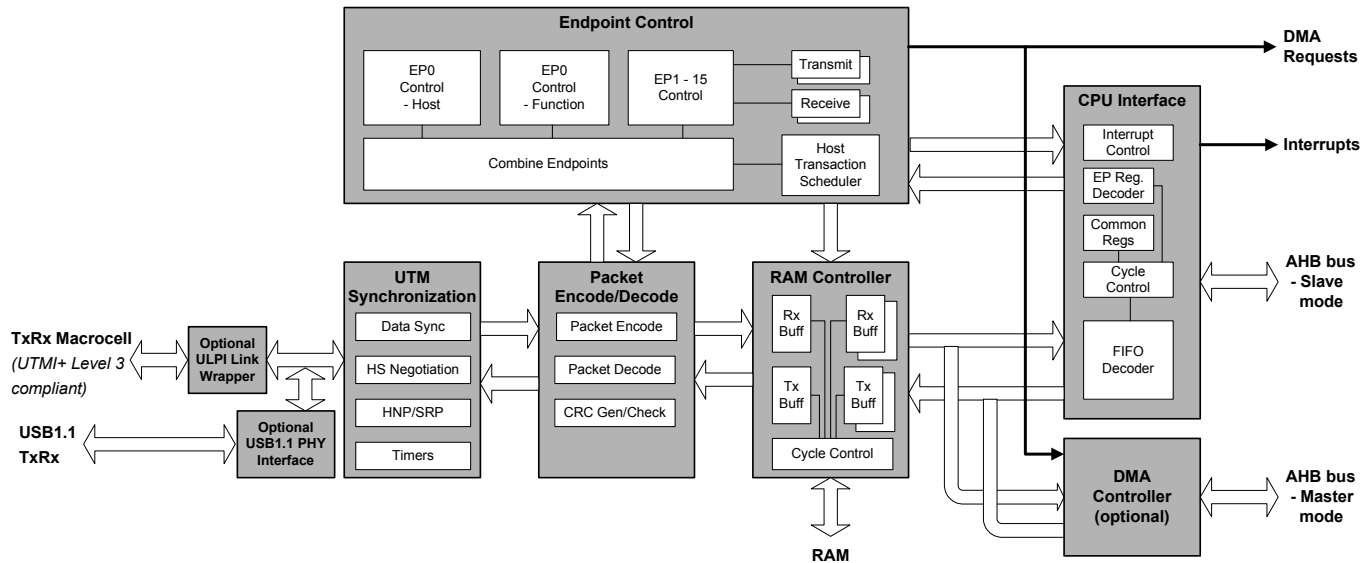 Endpoint Control
EP0
Control
- Host
EP0
Control
- Function
EP1 - 15
Control
Transmit
Receive
Combine Endpoints
Host
Transaction
Scheduler
DMA
Requests
CPU Interface
Interrupt
Control
Interrupts
EP Reg.
Decoder
Common
Regs
Cycle
Control
FIFO
Decoder
AHB bus
- Slave
mode
UTM
Synchronization
Data Sync
HS Negotiation
HNP/SRP
Timers
Packet
Encode/Decode
Packet Encode
Packet Decode
CRC Gen/Check
RAM Controller
Rx
Buff
Rx
Buff
Tx
Buff
Tx
Buff
Cycle Control
TxRx Macrocell
(UTMI+ Level 3
compliant)
Optional
ULPI Link
Wrapper
USB1.1
TxRx
Optional
USB1.1 PHY
Interface
RAM
DMA
Controller
(optional)
AHB bus
- Master
mode